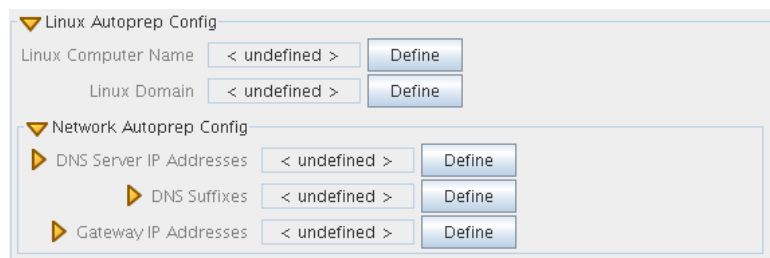 Linux Autoprep Config
Linux Computer Name < undefined > Define
Linux Domain < undefined > Define
Network Autoprep Config
DNS Server IP Addresses < undefined > Define
DNS Suffixes < undefined > Define
Gateway IP Addresses < undefined > Define